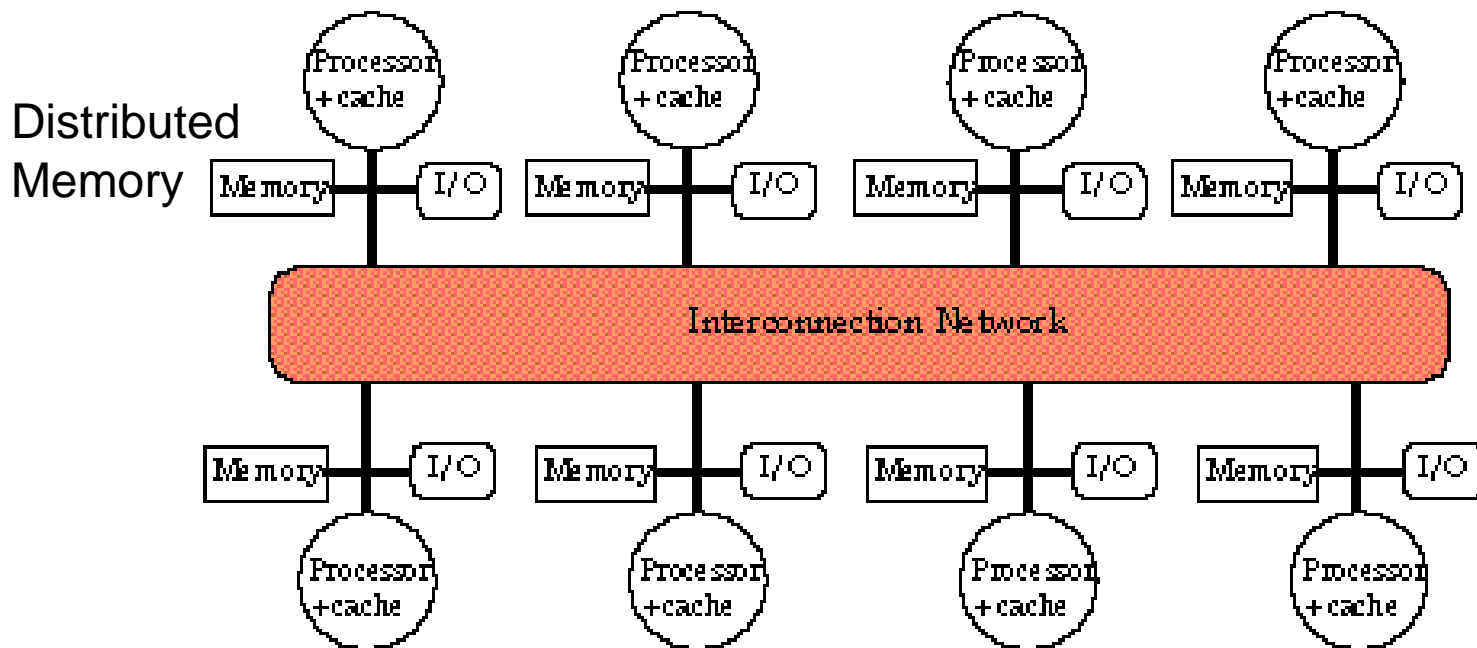 Distributed
Memory
Processor
+cache
Processor
+cache
Processor
+cache
Processor
+cache
Memory
I/O
Memory
I/O
Memory
I/O
Memory
I/O
Interconnection Network
Memory
I/O
Memory
I/O
Memory
I/O
Memory
I/O
Processor
+cache
Processor
+cache
Processor
+cache
Processor
+cache